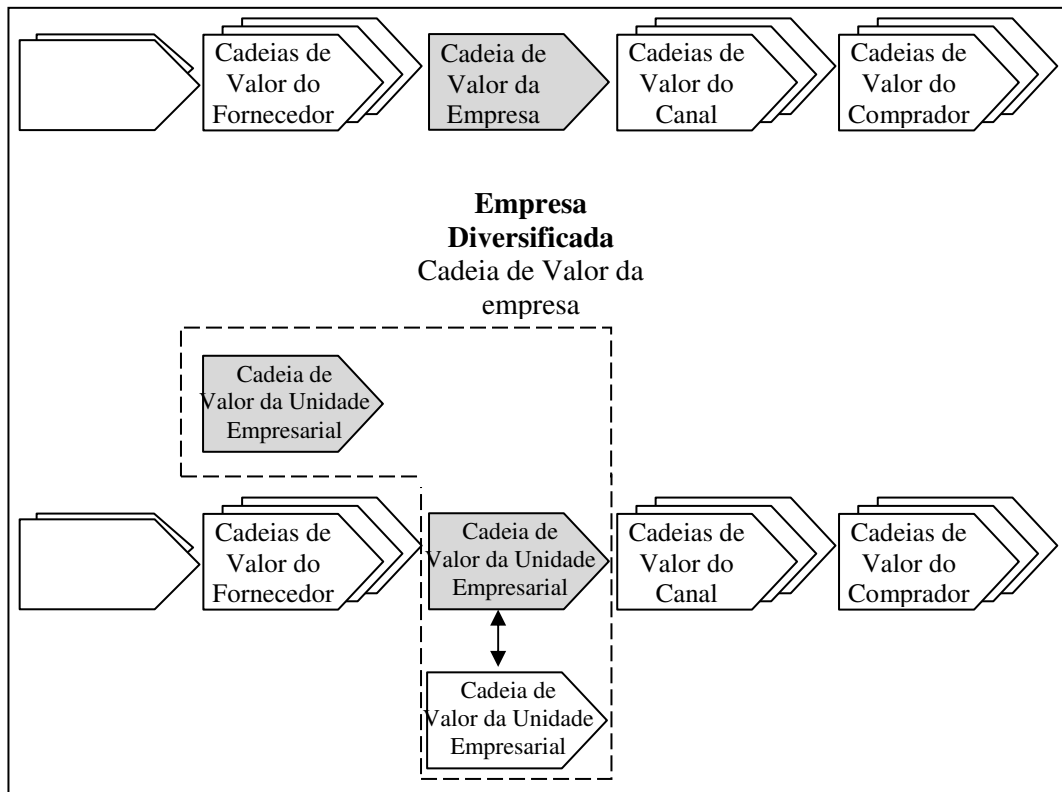 Cadeias de
Valor do
Fornecedor
Cadeia de
Valor da
Empresa
Cadeias de
Valor do
Canal
Cadeias de
Valor do
Comprador
Empresa
Diversificada
Cadeia de Valor da
empresa
Cadeia de
Valor da Unidade
Empresarial
Cadeias de
Valor do
Fornecedor
Cadeia de
Valor da Unidade
Empresarial
Cadeias de
Valor do
Canal
Cadeias de
Valor do
Comprador
Cadeia de
Valor da Unidade
Empresarial